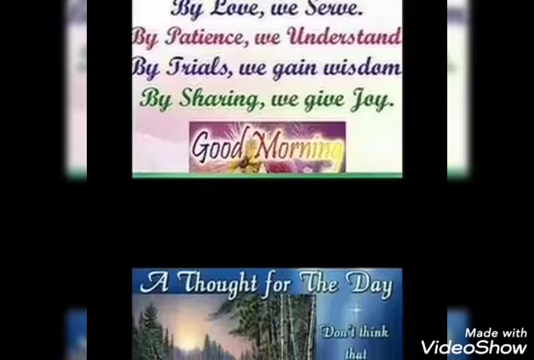 By Love, we Serve.
By Patience, we Understand
By Trials, we gain wisdom
By Sharing, we give Joy.
Good Morning
A Thought for The Day
Don't think
that
Made with
VideoShow